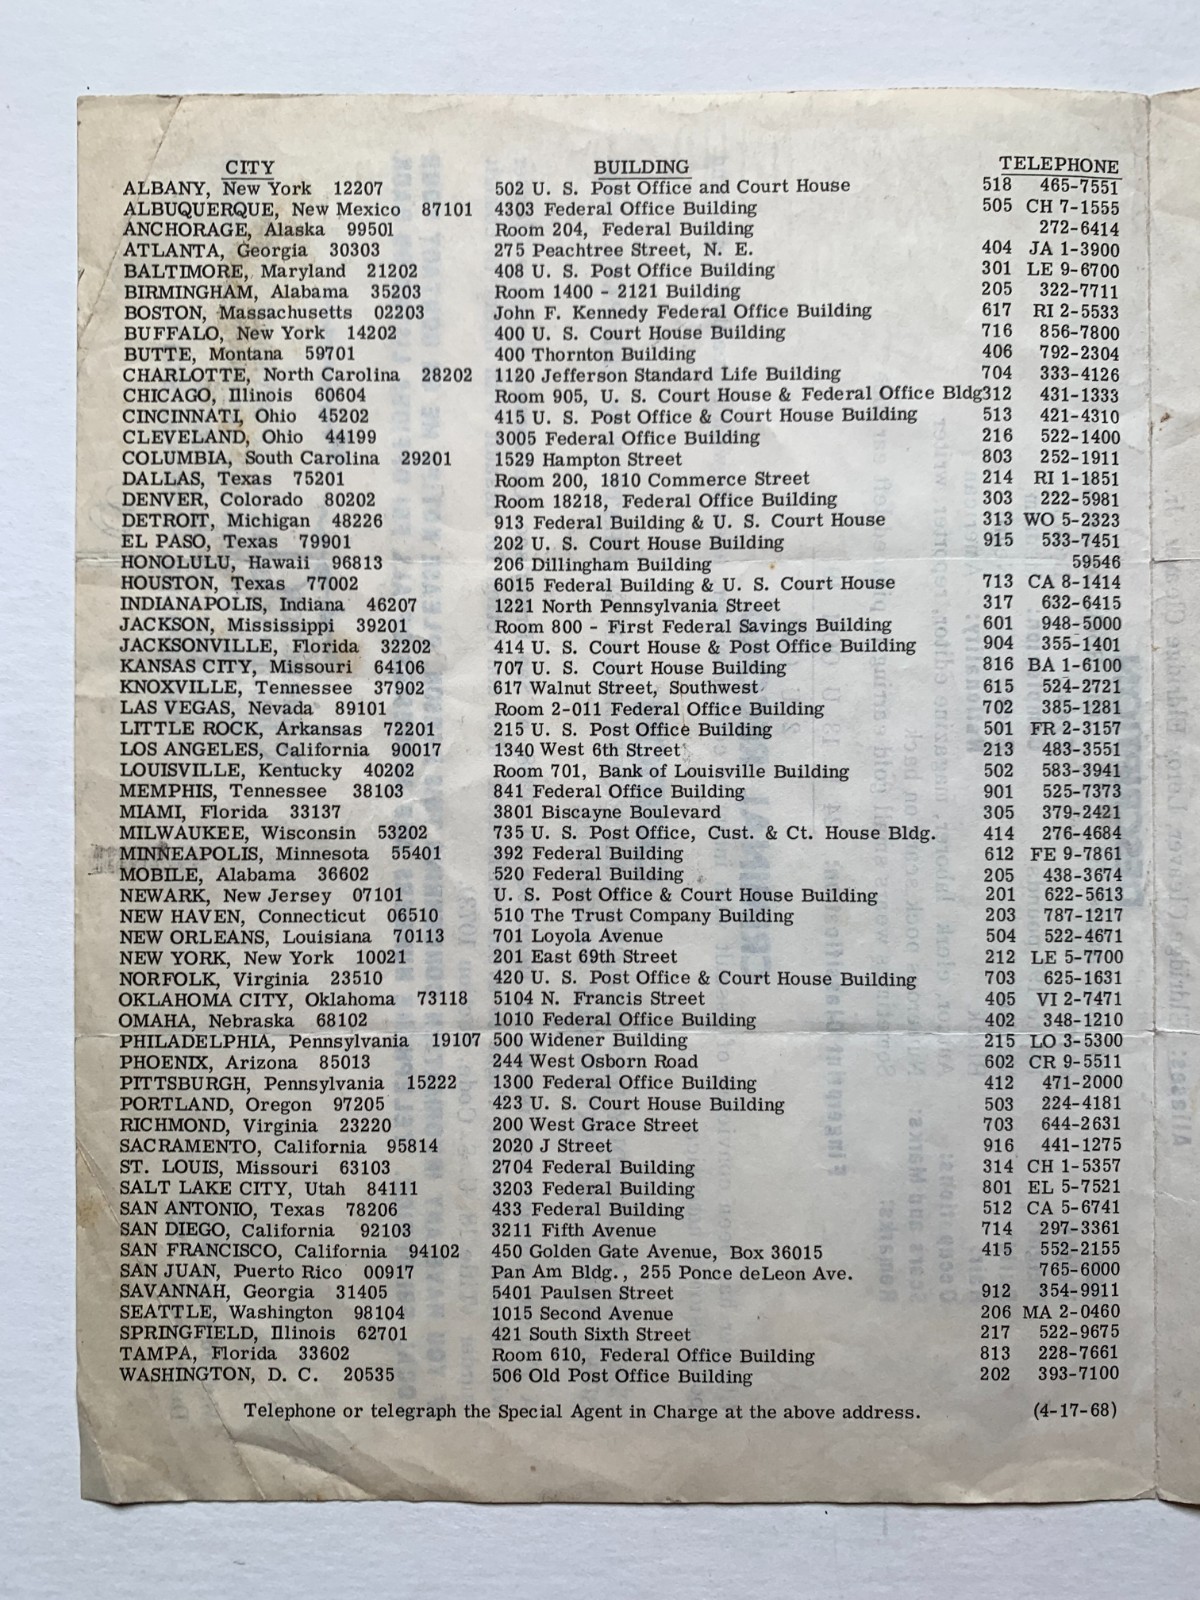 CITY BUILDING TELEPHONE
ALBANY, New York 12207 502 U. S. Post Office and Court House 518 465-7551
ALBUQUERQUE, New Mexico 87101 4303 Federal Office Building 505 CH 7-1555
ANCHORAGE, Alaska 99501 Room 204, Federal Building 272-6414
ATLANTA, Georgia 30303 275 Peachtree Street, N. E. 404 JA 1-3900
BALTIMORE, Maryland 21202 408 U. S. Post Office Building 301 LE 9-6700
BIRMINGHAM, Alabama 35203 Room 1400 - 2121 Building 205 322-7711
BOSTON, Massachusetts 02203 John F. Kennedy Federal Office Building 617 RI 2-5533
BUFFALO, New York 14202 400 U. S. Court House Building 716 856-7800
BUTTE, Montana 59701 400 Thornton Building 406 792-2304
CHARLOTTE, North Carolina 28202 1120 Jefferson Standard Life Building 704 333-4126
CHICAGO, Illinois 60604 Room 905, U. S. Court House & Federal Office Bldg 312 431-1333
CINCINNATI, Ohio 45202 415 U. S. Post Office & Court House Building 513 421-4310
CLEVELAND, Ohio 44199 3005 Federal Office Building 216 522-1400
COLUMBIA, South Carolina 29201 1529 Hampton Street 803 252-1911
DALLAS, Texas 75201 Room 200, 1810 Commerce Street 214 RI 1-1851
DENVER, Colorado 80202 Room 18218, Federal Office Building 303 222-5981
DETROIT, Michigan 48226 913 Federal Building & U. S. Court House 313 WO 5-2323
EL PASO, Texas 79901 202 U. S. Court House Building 915 533-7451
HONOLULU, Hawaii 96813 206 Dillingham Building 59546
HOUSTON, Texas 77002 6015 Federal Building & U. S. Court House 713 CA 8-1414
INDIANAPOLIS, Indiana 46207 1221 North Pennsylvania Street 317 632-6415
JACKSON, Mississippi 39201 Room 800 - First Federal Savings Building 601 948-5000
JACKSONVILLE, Florida 32202 414 U. S. Court House & Post Office Building 904 355-1401
KANSAS CITY, Missouri 64106 707 U. S. Court House Building 816 BA 1-6100
KNOXVILLE, Tennessee 37902 617 Walnut Street, Southwest 615 524-2721
LAS VEGAS, Nevada 89101 Room 2-011 Federal Office Building 702 385-1281
LITTLE ROCK, Arkansas 72201 215 U. S. Post Office Building 501 FR 2-3157
LOS ANGELES, California 90017 1340 West 6th Street 213 483-3551
LOUISVILLE, Kentucky 40202 Room 701, Bank of Louisville Building 502 583-3941
MEMPHIS, Tennessee 38103 841 Federal Office Building 901 525-7373
MIAMI, Florida 33137 3801 Biscayne Boulevard 305 379-2421
MILWAUKEE, Wisconsin 53202 735 U. S. Post Office, Cust. & Ct. House Bldg. 414 276-4684
MINNEAPOLIS, Minnesota 55401 392 Federal Building 612 FE 9-7861
MOBILE, Alabama 36602 520 Federal Building 205 438-3674
NEWARK, New Jersey 07101 U. S. Post Office & Court House Building 201 622-5613
NEW HAVEN, Connecticut 06510 510 The Trust Company Building 203 787-1217
NEW ORLEANS, Louisiana 70113 701 Loyola Avenue 504 522-4671
NEW YORK, New York 10021 201 East 69th Street 212 LE 5-7700
NORFOLK, Virginia 23510 420 U. S. Post Office & Court House Building 703 625-1631
OKLAHOMA CITY, Oklahoma 73118 5104 N. Francis Street 405 VI 2-7471
OMAHA, Nebraska 68102 1010 Federal Office Building 402 348-1210
PHILADELPHIA, Pennsylvania 19107 500 Widener Building 215 LO 3-5300
PHOENIX, Arizona 85013 244 West Osborn Road 602 CR 9-5511
PITTSBURGH, Pennsylvania 15222 1300 Federal Office Building 412 471-2000
PORTLAND, Oregon 97205 423 U. S. Court House Building 503 224-4181
RICHMOND, Virginia 23220 200 West Grace Street 703 644-2631
SACRAMENTO, California 95814 2020 J Street 916 441-1275
ST. LOUIS, Missouri 63103 2704 Federal Building 314 CH 1-5357
SALT LAKE CITY, Utah 84111 3203 Federal Building 801 EL 5-7521
SAN ANTONIO, Texas 78206 433 Federal Building 512 CA 5-6741
SAN DIEGO, California 92103 3211 Fifth Avenue 714 297-3361
SAN FRANCISCO, California 94102 450 Golden Gate Avenue, Box 36015 415 552-2155
SAN JUAN, Puerto Rico 00917 Pan Am Bldg., 255 Ponce deLeon Ave. 765-6000
SAVANNAH, Georgia 31405 5401 Paulsen Street 912 354-9911
SEATTLE, Washington 98104 1015 Second Avenue 206 MA 2-0460
SPRINGFIELD, Illinois 62701 421 South Sixth Street 217 522-9675
TAMPA, Florida 33602 Room 610, Federal Office Building 813 228-7661
WASHINGTON, D. C. 20535 506 Old Post Office Building 202 393-7100
Telephone or telegraph the Special Agent in Charge at the above address. (4-17-68)